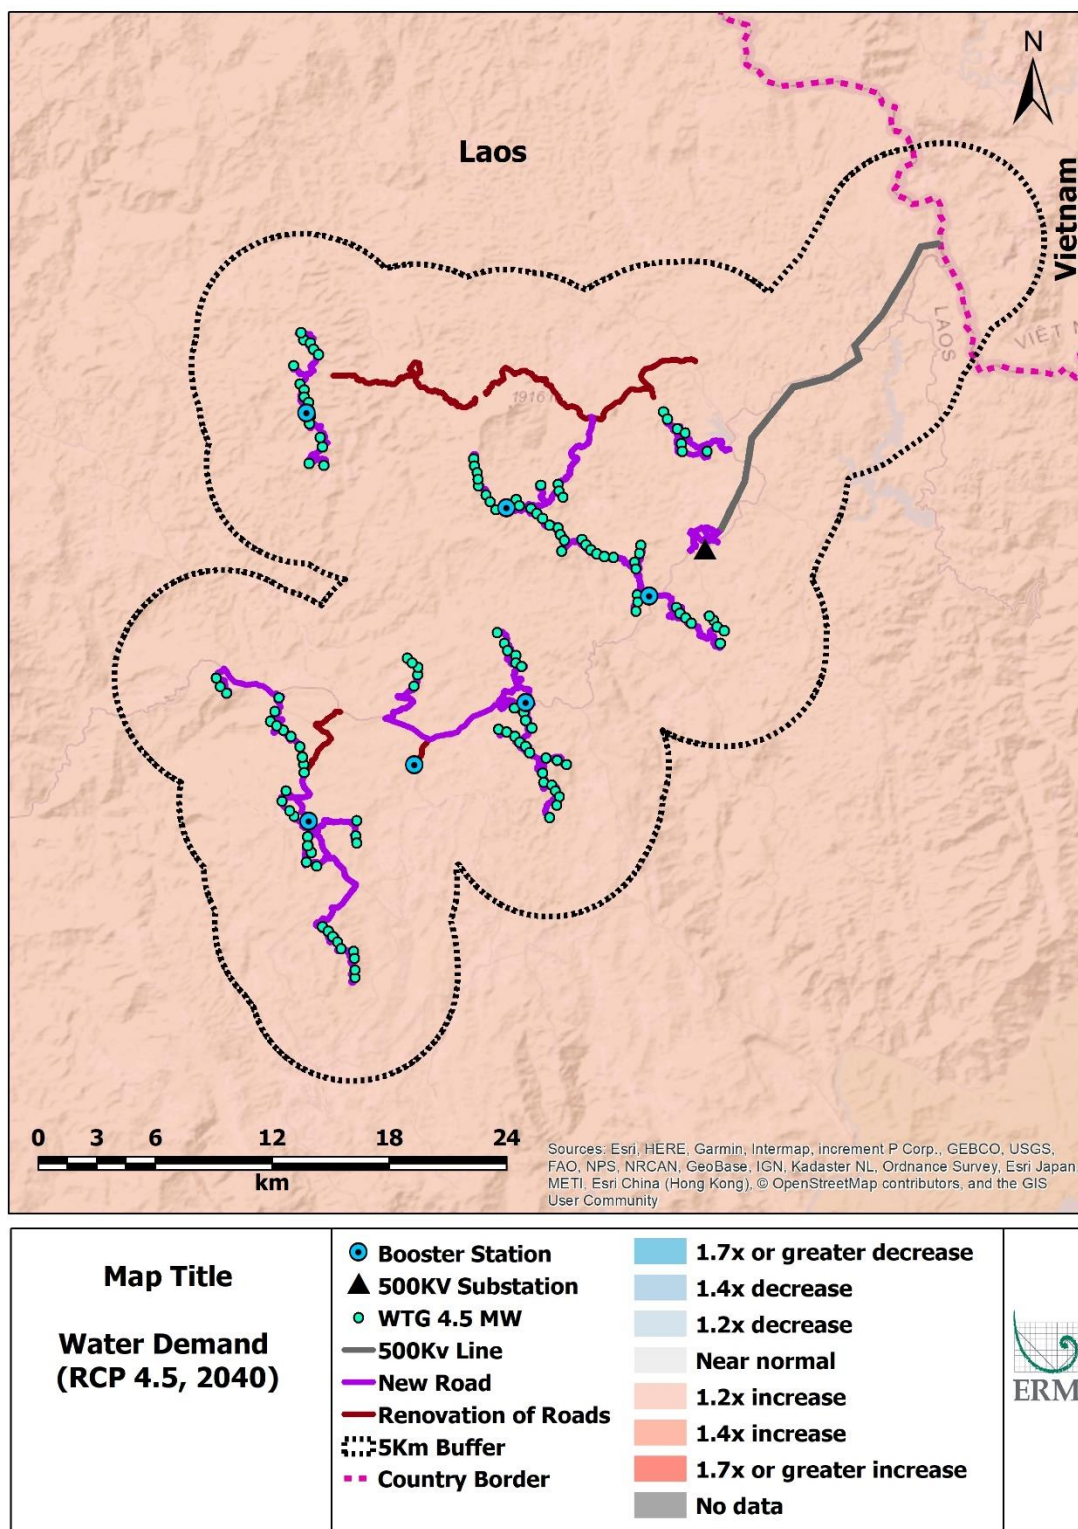 N
Laos
Vietnam
LAOS
VIỆT N
1916
0 3 6 12 18 24
km
Sources: Esri, HERE, Garmin, Intermap, increment P Corp., GEBCO, USGS,
FAO, NPS, NRCAN, GeoBase, IGN, Kadaster NL, Ordnance Survey, Esri Japan,
METI, Esri China (Hong Kong), © OpenStreetMap contributors, and the GIS
User Community
Map Title
Water Demand
(RCP 4.5, 2040)
Booster Station
500KV Substation
WTG 4.5 MW
500Kv Line
New Road
Renovation of Roads
5Km Buffer
Country Border
1.7x or greater decrease
1.4x decrease
1.2x decrease
Near normal
1.2x increase
1.4x increase
1.7x or greater increase
No data
ERM